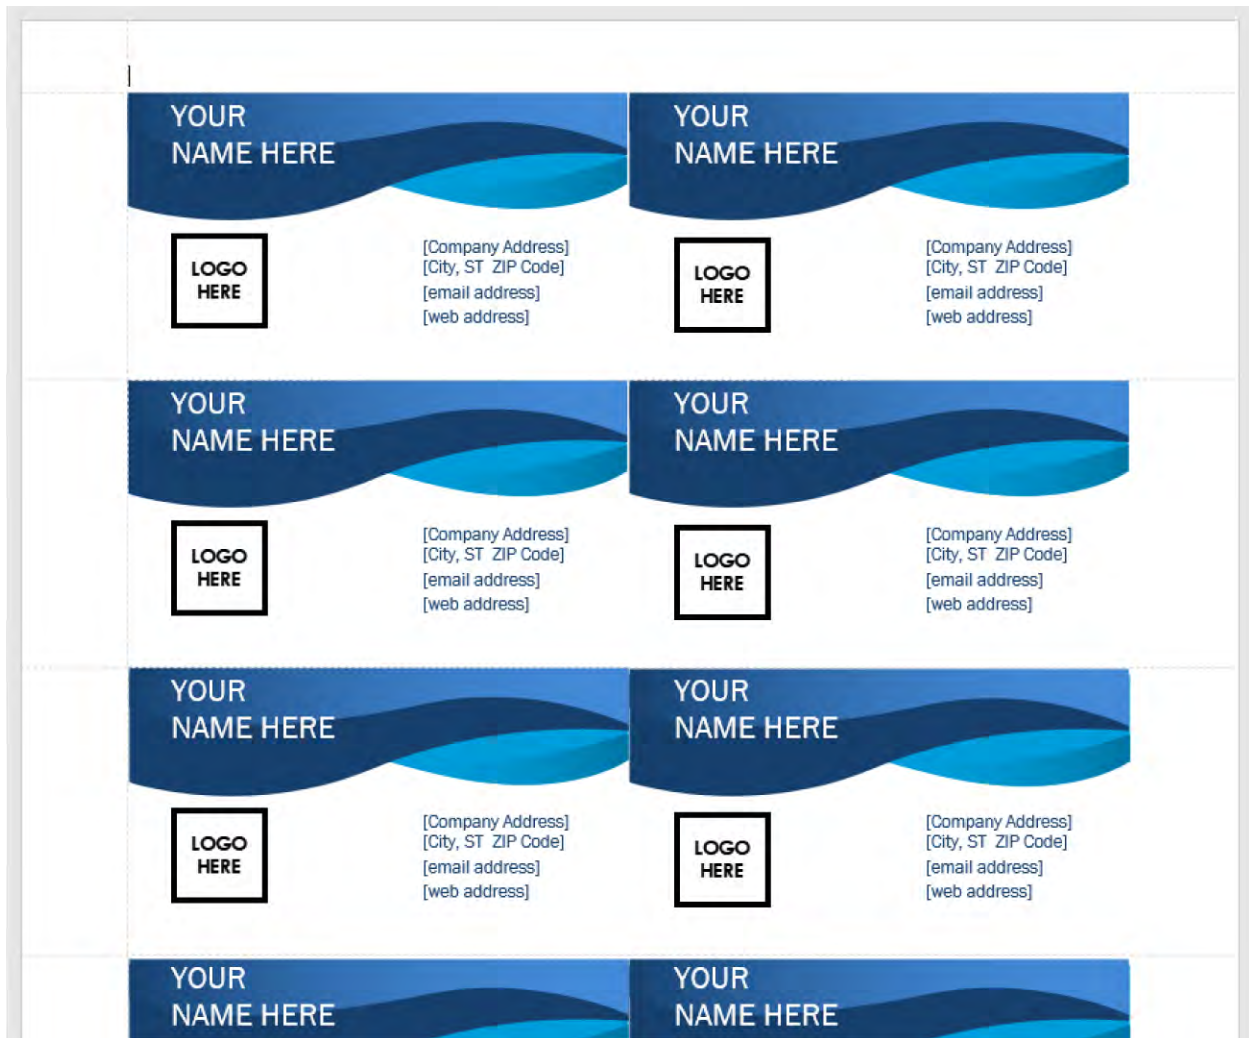 YOUR
NAME HERE
LOGO
HERE
[Company Address]
[City, ST  ZIP Code]
[email address]
[web address]
YOUR
NAME HERE
LOGO
HERE
[Company Address]
[City, ST  ZIP Code]
[email address]
[web address]
YOUR
NAME HERE
LOGO
HERE
[Company Address]
[City, ST  ZIP Code]
[email address]
[web address]
YOUR
NAME HERE
LOGO
HERE
[Company Address]
[City, ST  ZIP Code]
[email address]
[web address]
YOUR
NAME HERE
LOGO
HERE
[Company Address]
[City, ST  ZIP Code]
[email address]
[web address]
YOUR
NAME HERE
LOGO
HERE
[Company Address]
[City, ST  ZIP Code]
[email address]
[web address]
YOUR
NAME HERE
YOUR
NAME HERE